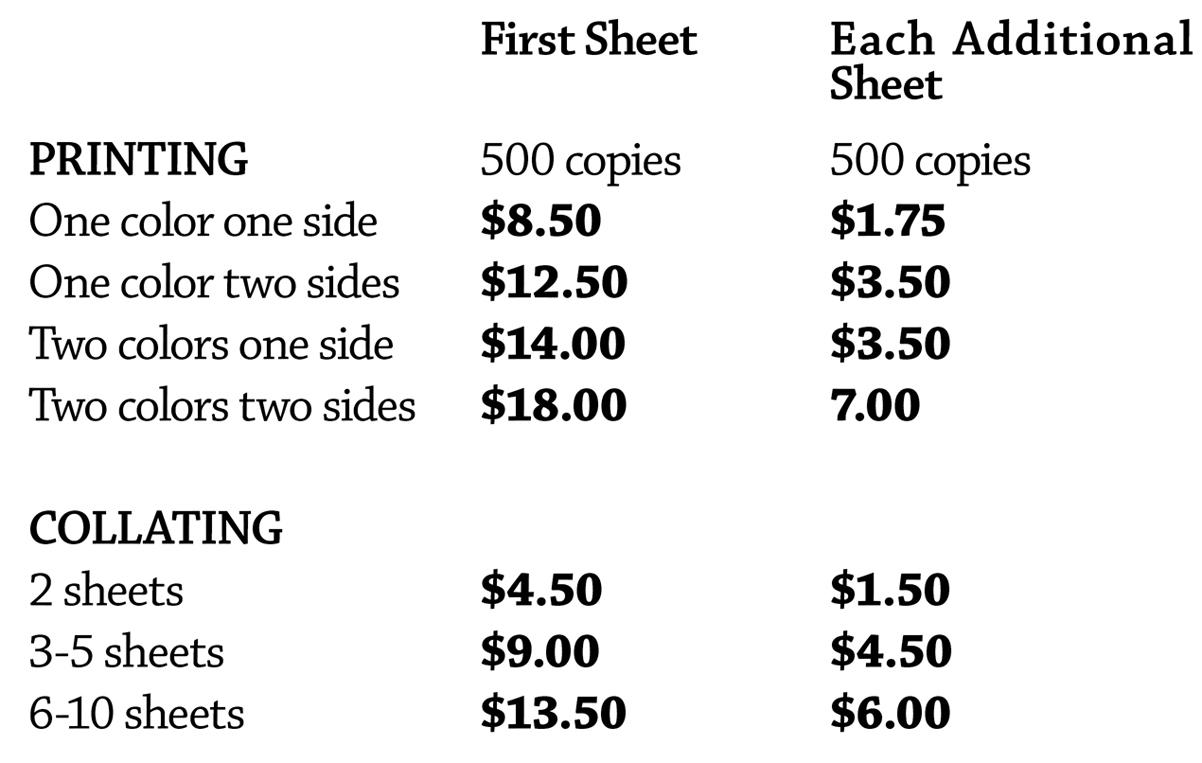 First Sheet Each Additional
Sheet
PRINTING 500 copies 500 copies
One color one side $8.50 $1.75
One color two sides $12.50 $3.50
Two colors one side $14.00 $3.50
Two colors two sides $18.00 7.00
COLLATING
2 sheets $4.50 $1.50
3-5 sheets $9.00 $4.50
6-10 sheets $13.50 $6.00